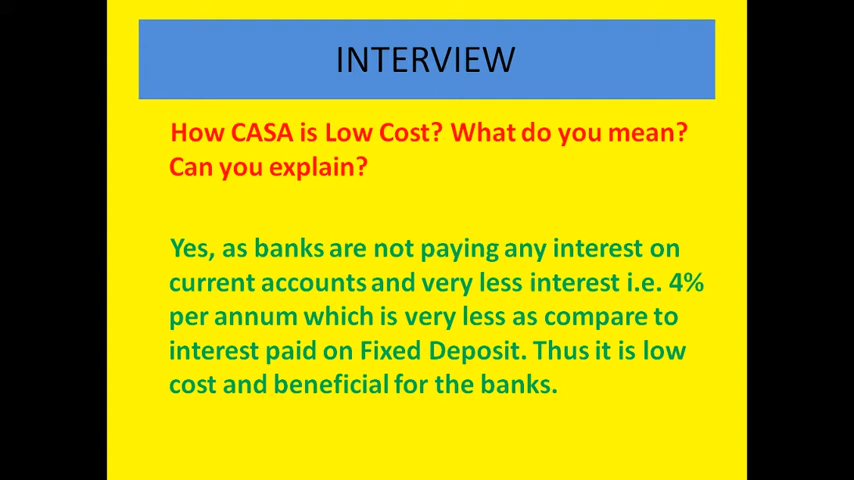 INTERVIEW
How CASA is Low Cost? What do you mean?
Can you explain?
Yes, as banks are not paying any interest on
current accounts and very less interest i.e. 4%
per annum which is very less as compare to
interest paid on Fixed Deposit. Thus it is low
cost and beneficial for the banks.